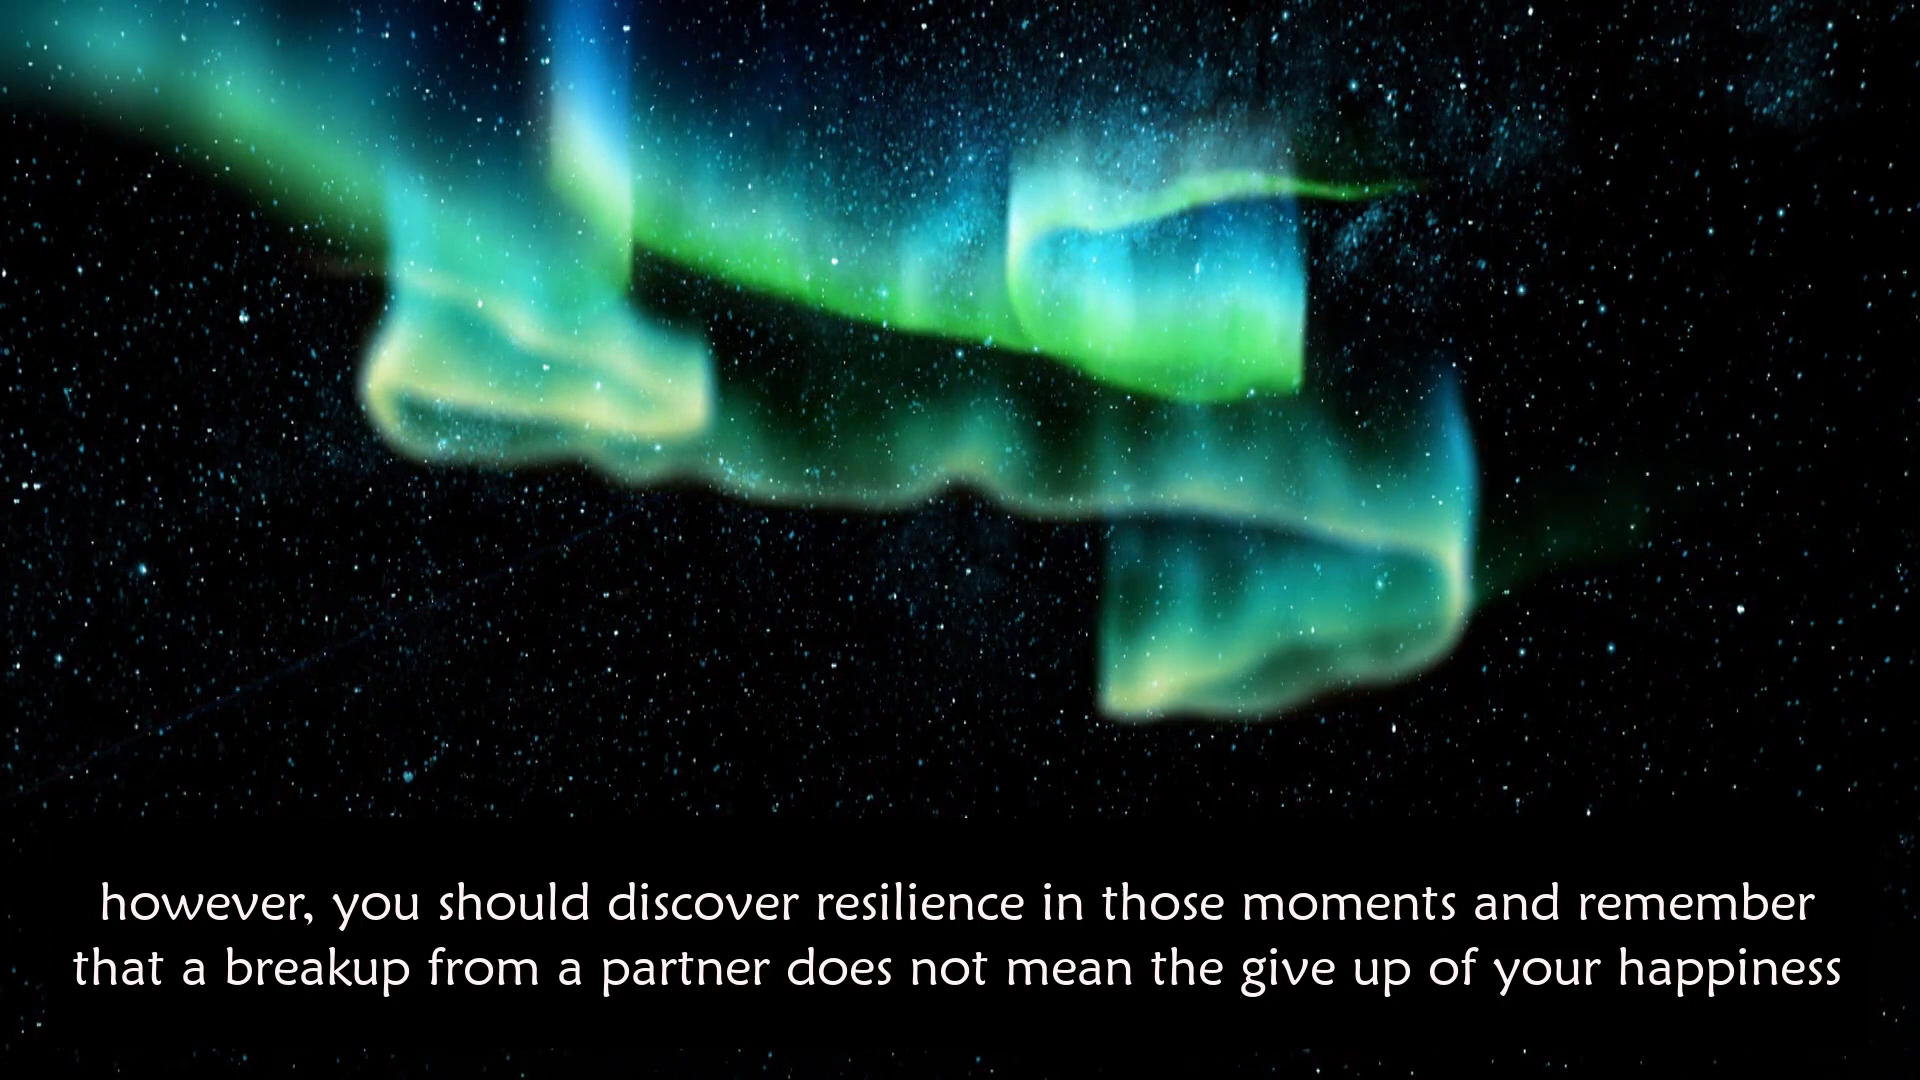 however, you should discover resilience in those moments and remember
that a breakup from a partner does not mean the give up of your happiness